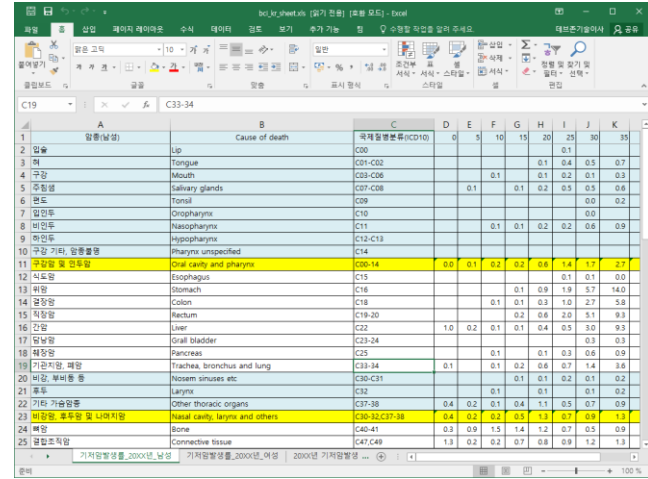 bci_kr_sheet.xls [읽기 전용] [호환 모드] - Excel
파일 홈 삽입 페이지 레이아웃 수식 데이터 검토 보기 추가 기능 팀 수행할 작업을 알려 주세요. 태브촌기술이사 공유
붙여넣기 맑은 고딕 10 가 가 일반 조건부 서식 표 서식 셀 스타일 삽입 삭제 서식 정렬 및 필터 찾기 및 선택
클립보드 글꼴 맞춤 표시 형식 스타일 셀 편집
C19 fx C33-34
A B C D E F G H I J K
1 암종(남성) Cause of death 국제질병분류(ICD10) 0 5 10 15 20 25 30 35
2 입술 Lip C00 0.1
3 혀 Tongue C01-C02 0.1 0.4 0.5 0.7
4 구강 Mouth C03-C06 0.1 0.1 0.2 0.1 0.3
5 주침샘 Salivary glands C07-C08 0.1 0.1 0.2 0.5 0.5 0.6
6 편도 Tonsil C09 0.0 0.2
7 입인두 Oropharynx C10 0.0
8 비인두 Nasopharynx C11 0.1 0.1 0.2 0.2 0.6 0.9
9 하인두 Hypopharynx C12-C13
10 구강 기타, 암종불명 Pharynx unspecified C14
11 구강암 및 인두암 Oral cavity and pharynx C00-14 0.0 0.1 0.2 0.2 0.6 1.4 1.7 2.7
12 식도암 Esophagus C15 0.1 0.1 0.0
13 위암 Stomach C16 0.1 0.9 1.9 5.7 14.0
14 결장암 Colon C18 0.1 0.1 0.3 1.0 2.7 5.8
15 직장암 Rectum C19-20 0.2 0.6 2.0 5.1 9.3
16 간암 Liver C22 1.0 0.2 0.1 0.1 0.4 0.5 3.0 9.3
17 담낭암 Grall bladder C23-24 0.3 0.3
18 췌장암 Pancreas C25 0.1 0.1 0.3 0.6 0.9
19 기관지암, 폐암 Trachea, bronchus and lung C33-34 0.1 0.1 0.2 0.6 0.7 1.4 3.6
20 비강, 부비동 등 Nosem sinuses etc C30-C31 0.1 0.1 0.2 0.1 0.2
21 후두 Larynx C32 0.1 0.1 0.1 0.2
22 기타 가슴암종 Other thoracic organs C37-38 0.4 0.2 0.1 0.4 1.1 0.5 0.7 0.9
23 비강암, 후두암 및 나머지암 Nasal cavity, larynx and others C30-32,C37-38 0.4 0.2 0.2 0.5 1.3 0.7 0.9 1.3
24 뼈암 Bone C40-41 0.3 0.9 1.5 1.4 1.2 0.7 0.5 0.9
25 결합조직암 Connective tissue C47,C49 1.3 0.2 0.2 0.7 0.8 0.9 1.2 1.3
기저암발생률_20XX년_남성 기저암발생률_20XX년_여성 20XX년 기저암발생 ...
준비 100 %